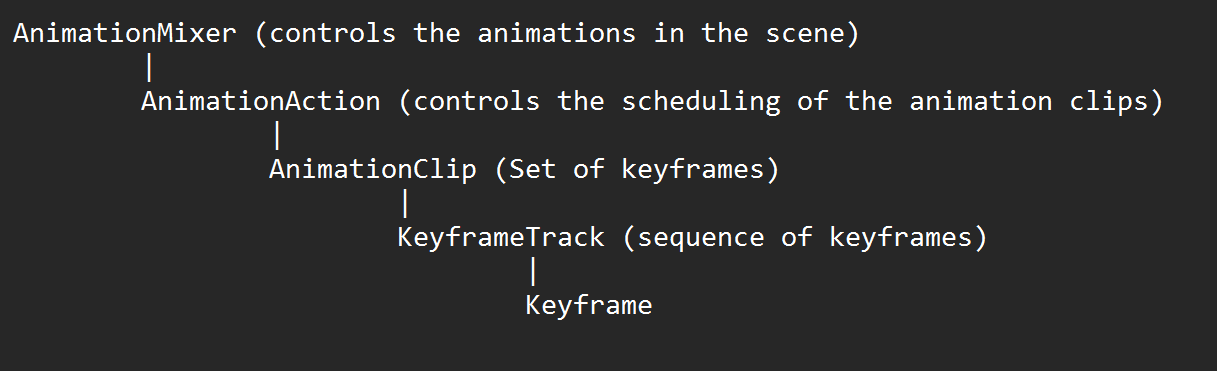 AnimationMixer (controls the animations in the scene)
|
AnimationAction (controls the scheduling of the animation clips)
|
AnimationClip (Set of keyframes)
|
KeyframeTrack (sequence of keyframes)
|
Keyframe